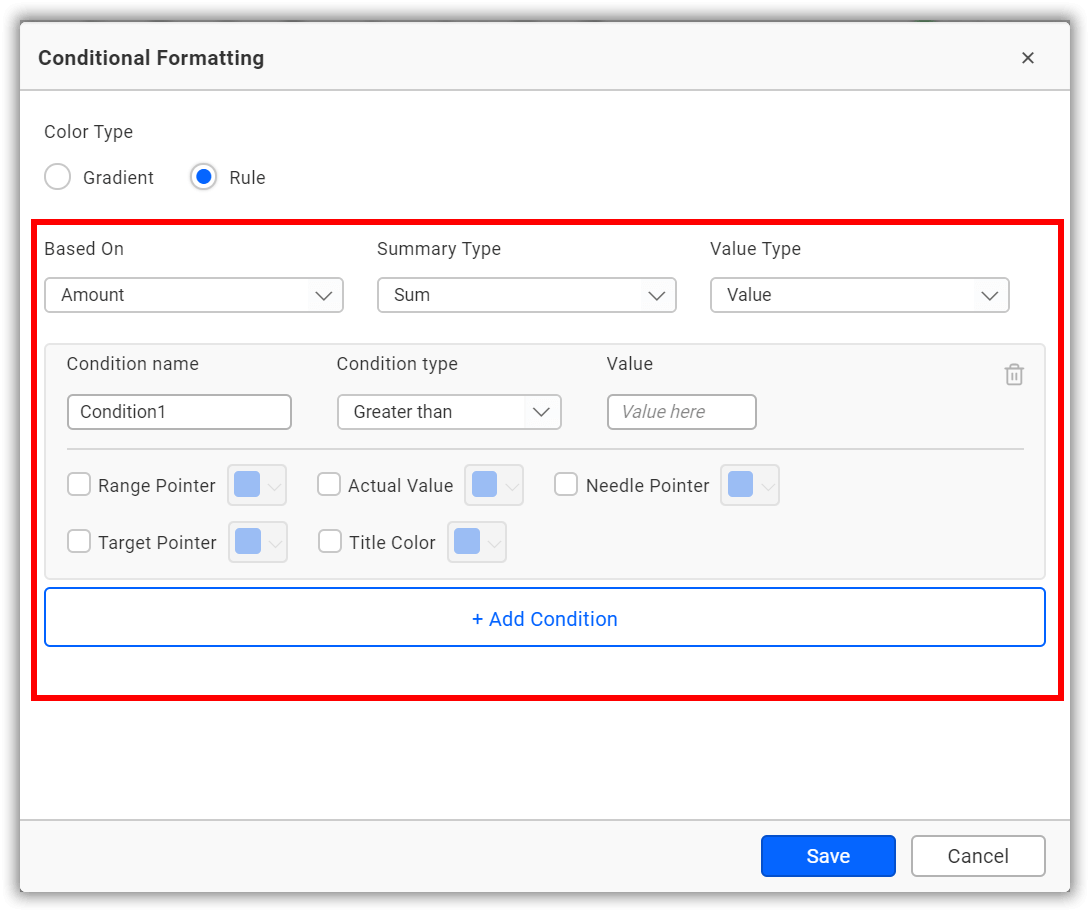 Conditional Formatting
Color Type
Gradient Rule
Based On Summary Type Value Type
Amount Sum Value
Condition name Condition type Value
Condition1 Greater than Value here
Range Pointer Actual Value Needle Pointer
Target Pointer Title Color
+ Add Condition
Save Cancel